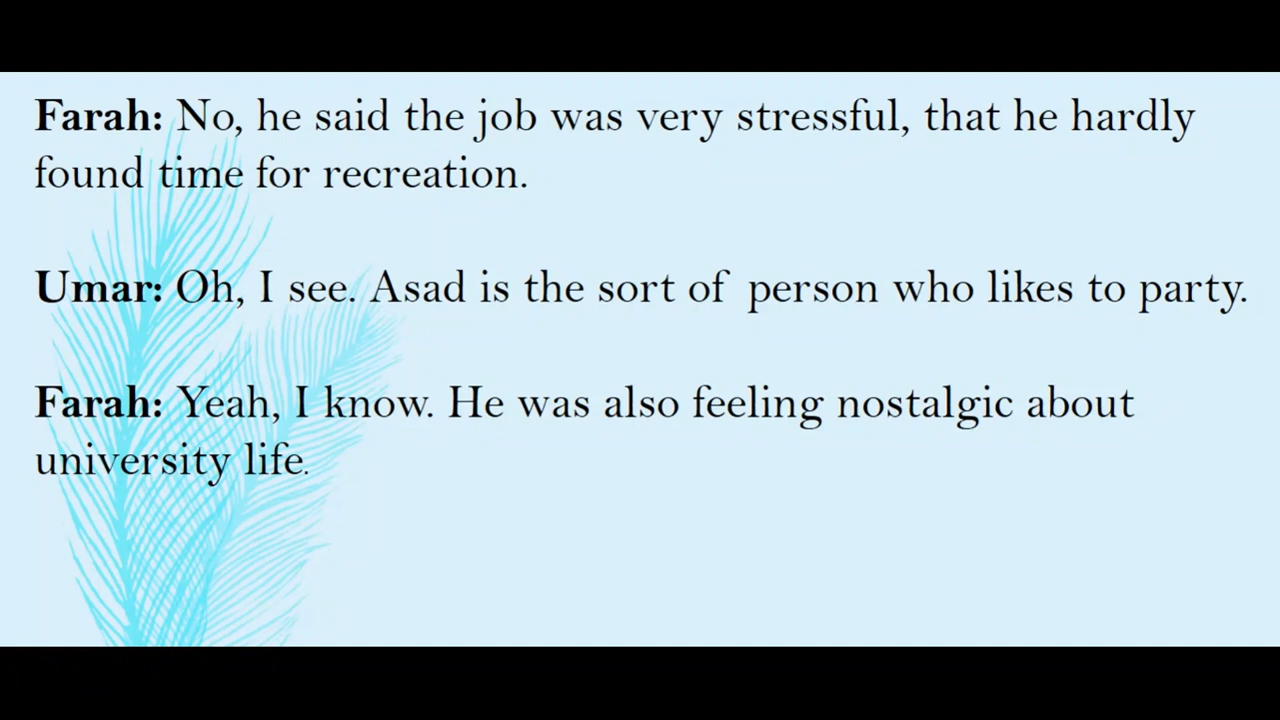 Farah: No, he said the job was very stressful, that he hardly
found time for recreation.
Umar: Oh, I see. Asad is the sort of person who likes to party.
Farah: Yeah, I know. He was also feeling nostalgic about
university life.